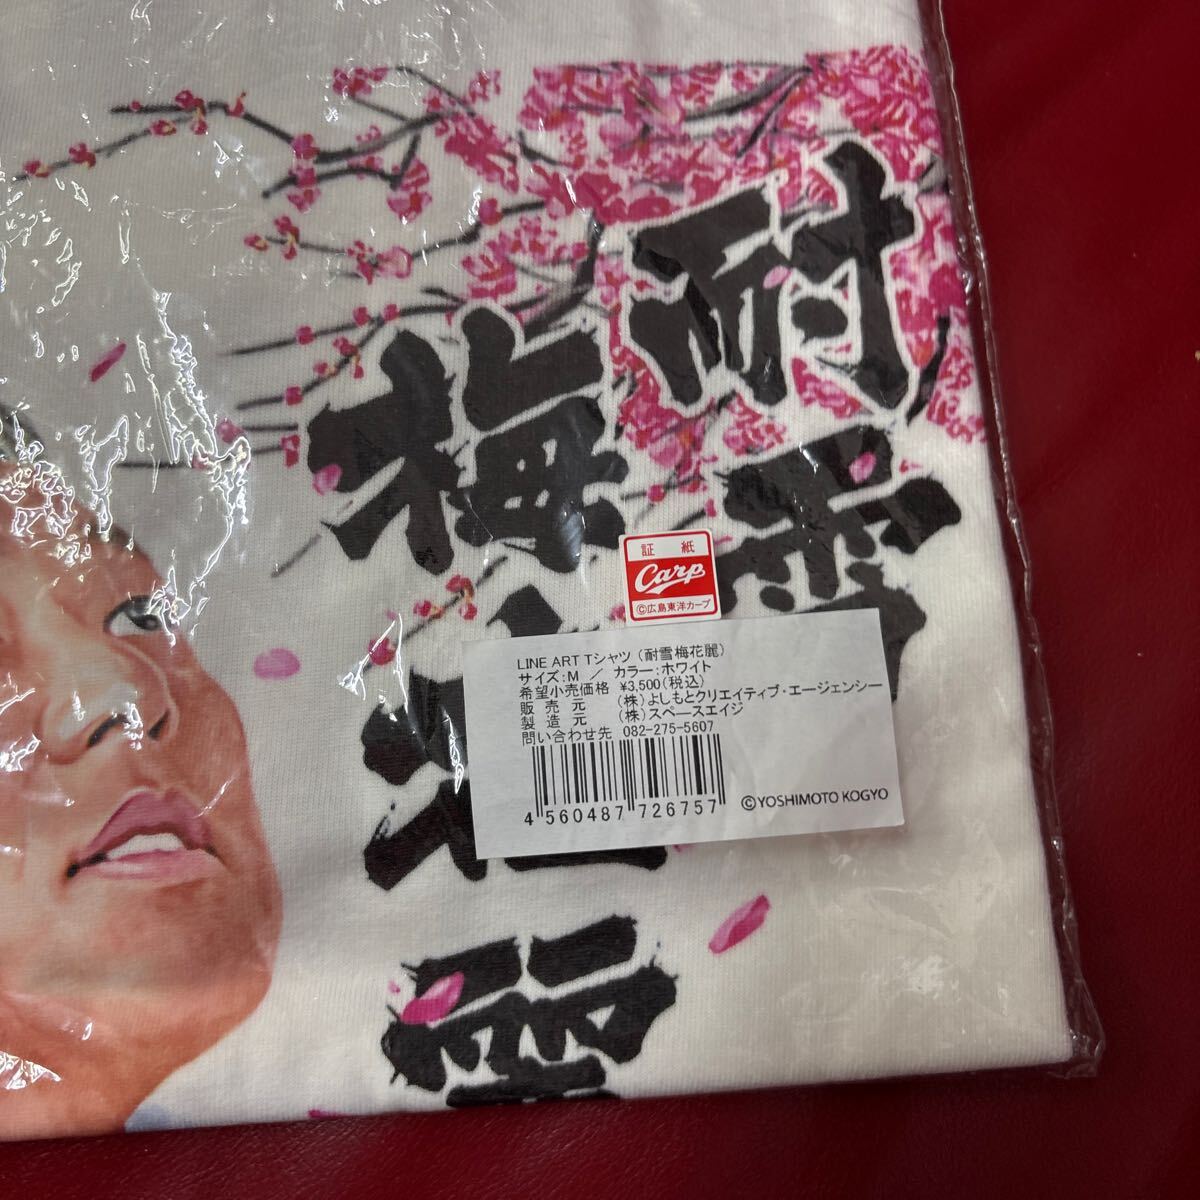 耐雪
梅花麗
証紙
Carp
©広島東洋カープ
LINE ART Tシャツ (耐雪梅花麗)
サイズ:M ／ カラー:ホワイト
希望小売価格 ¥3,500(税込)
販売元 (株)よしもとクリエイティブ・エージェンシー
製造元 (株)スペースエイジ
問い合わせ先 082-275-5607
4 560487 726757
©YOSHIMOTO KOGYO